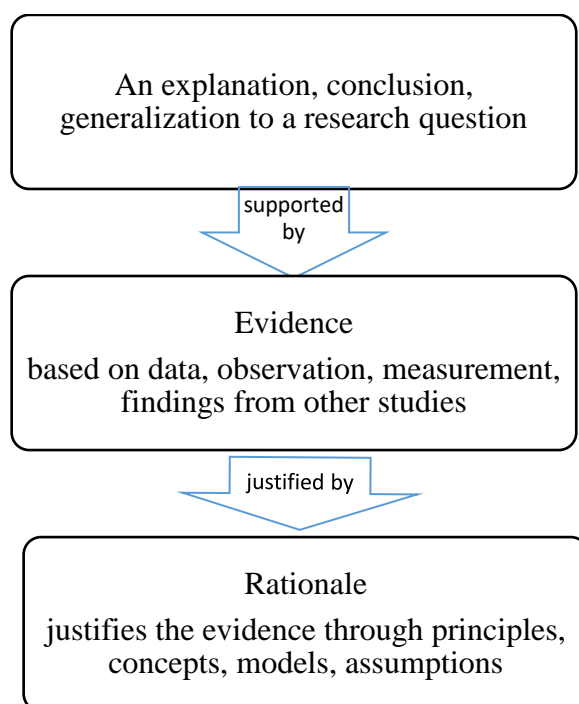 An explanation, conclusion,
generalization to a research question
supported
by
Evidence
based on data, observation, measurement,
findings from other studies
justified by
Rationale
justifies the evidence through principles,
concepts, models, assumptions